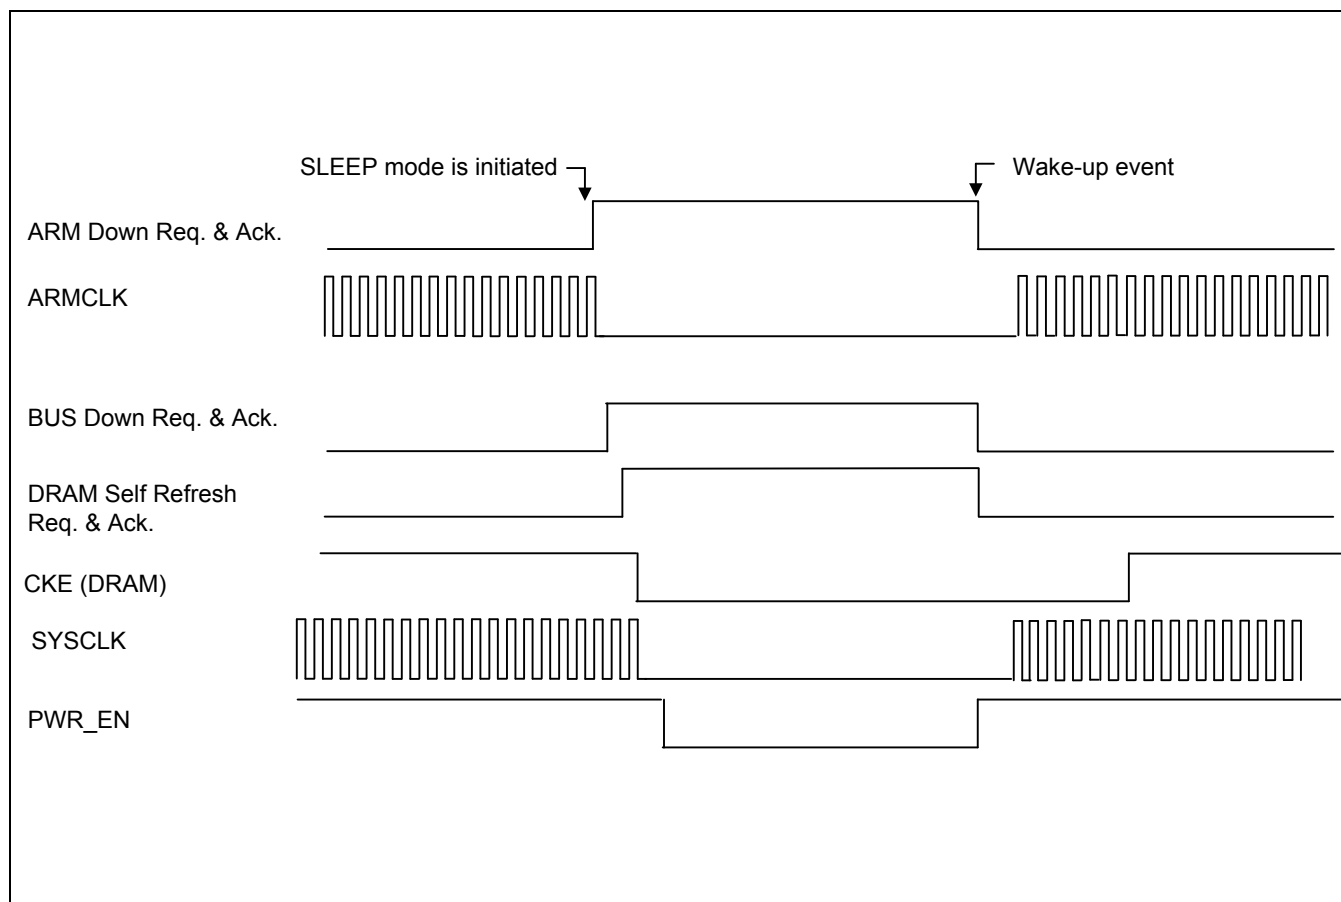 SLEEP mode is initiated
Wake-up event
ARM Down Req. & Ack.
ARMCLK
BUS Down Req. & Ack.
DRAM Self Refresh
Req. & Ack.
CKE (DRAM)
SYSCLK
PWR_EN